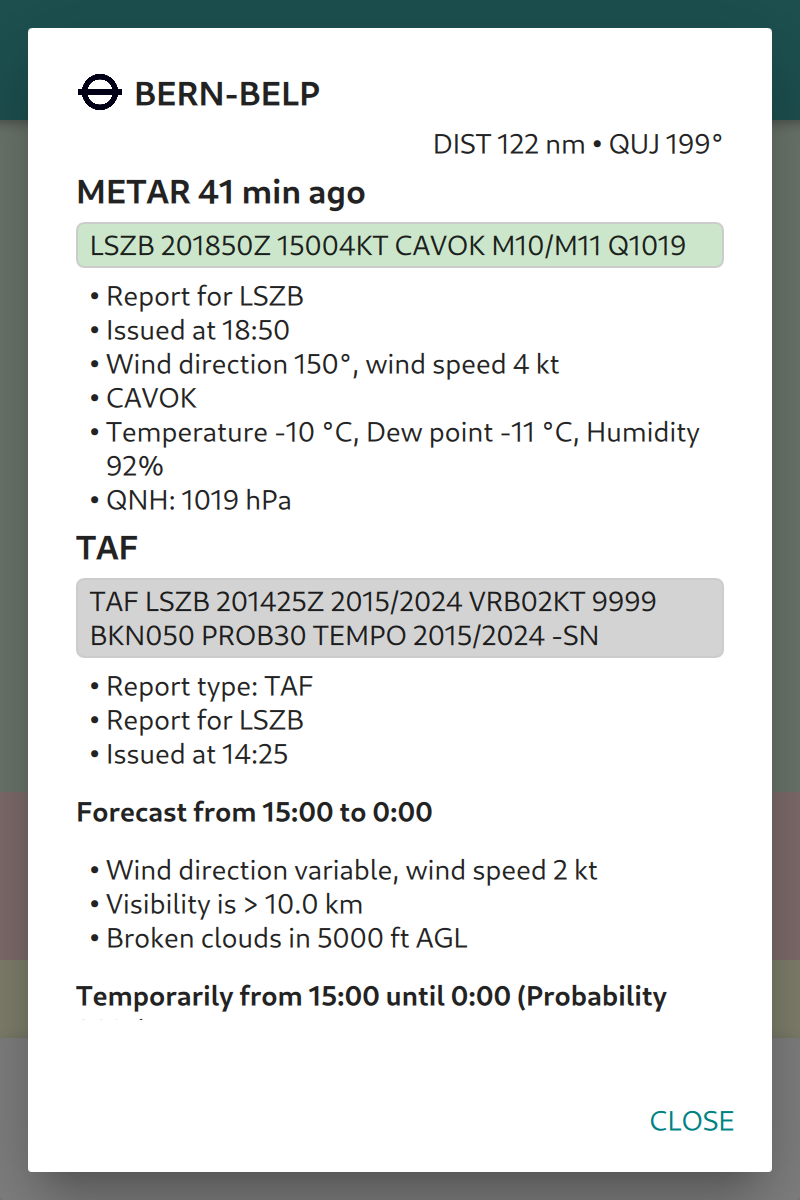 BERN-BELP
DIST 122 nm • QUJ 199°
METAR 41 min ago
LSZB 201850Z 15004KT CAVOK M10/M11 Q1019
• Report for LSZB
• Issued at 18:50
• Wind direction 150°, wind speed 4 kt
• CAVOK
• Temperature -10 °C, Dew point -11 °C, Humidity
92%
• QNH: 1019 hPa
TAF
TAF LSZB 201425Z 2015/2024 VRB02KT 9999
BKN050 PROB30 TEMPO 2015/2024 -SN
• Report type: TAF
• Report for LSZB
• Issued at 14:25
Forecast from 15:00 to 0:00
• Wind direction variable, wind speed 2 kt
• Visibility is > 10.0 km
• Broken clouds in 5000 ft AGL
Temporarily from 15:00 until 0:00 (Probability
CLOSE